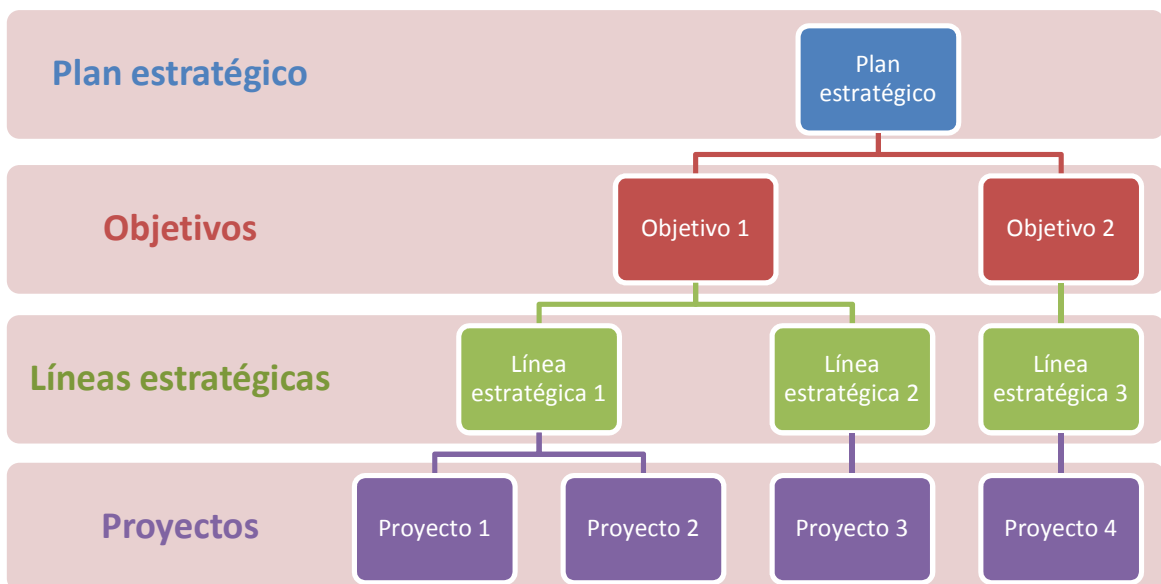 Plan estratégico
Plan
estratégico
Objetivos
Objetivo 1
Objetivo 2
Líneas estratégicas
Línea
estratégica 1
Línea
estratégica 2
Línea
estratégica 3
Proyectos
Proyecto 1
Proyecto 2
Proyecto 3
Proyecto 4